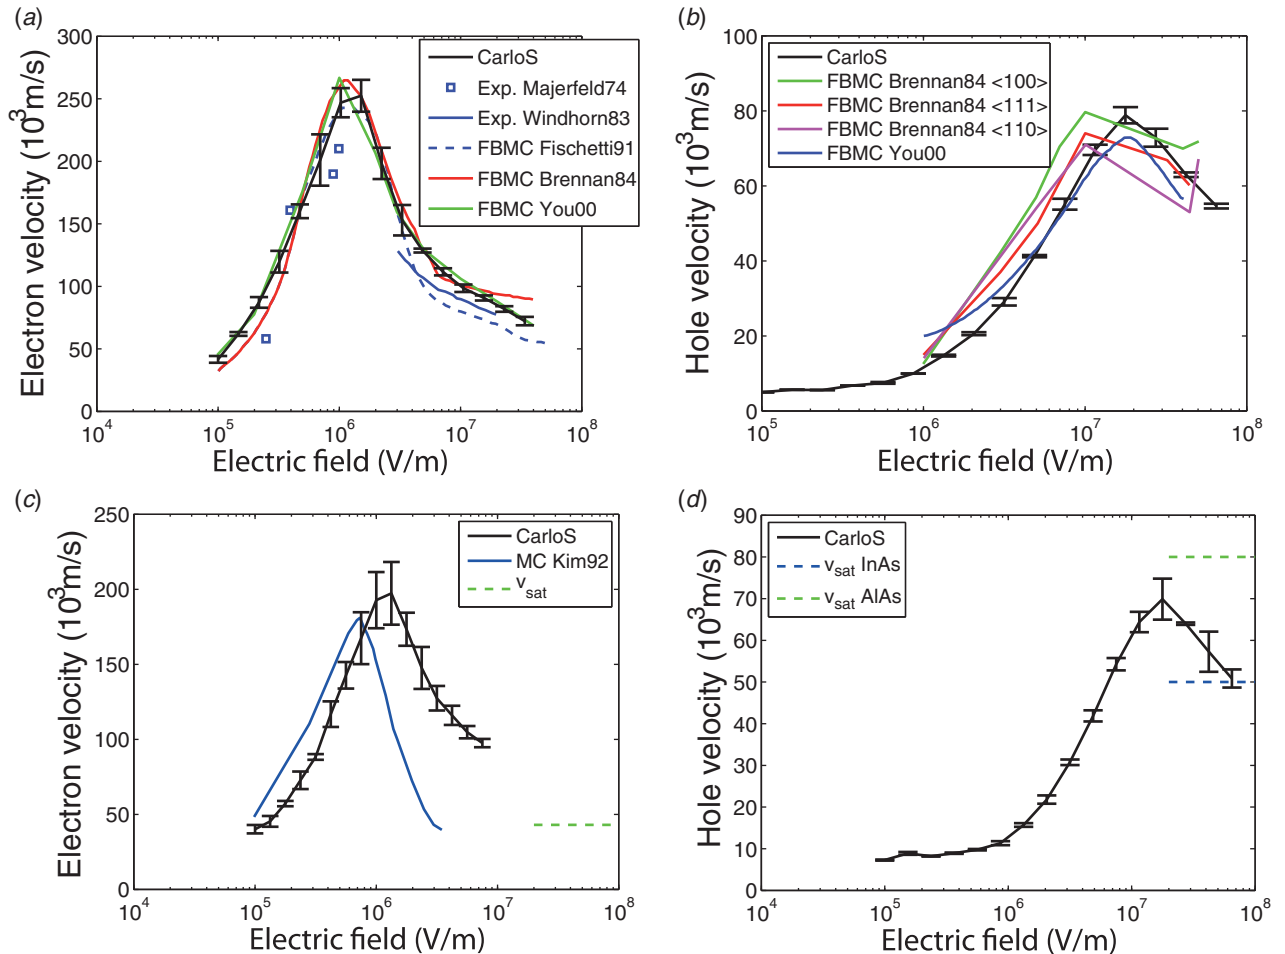 (a)
300
250
200
150
100
50
0
Electron velocity (10³m/s)
10⁴
10⁵
10⁶
10⁷
10⁸
Electric field (V/m)
CarloS
Exp. Majerfeld74
Exp. Windhorn83
FBMC Fischetti91
FBMC Brennan84
FBMC You00
(b)
100
80
60
40
20
0
Hole velocity (10³m/s)
10⁵
10⁶
10⁷
10⁸
Electric field (V/m)
CarloS
FBMC Brennan84 <100>
FBMC Brennan84 <111>
FBMC Brennan84 <110>
FBMC You00
(c)
250
200
150
100
50
0
Electron velocity (10³m/s)
10⁴
10⁵
10⁶
10⁷
10⁸
Electric field (V/m)
CarloS
MC Kim92
v_sat
(d)
90
80
70
60
50
40
30
20
10
0
Hole velocity (10³m/s)
10⁴
10⁵
10⁶
10⁷
10⁸
Electric field (V/m)
CarloS
v_sat InAs
v_sat AlAs